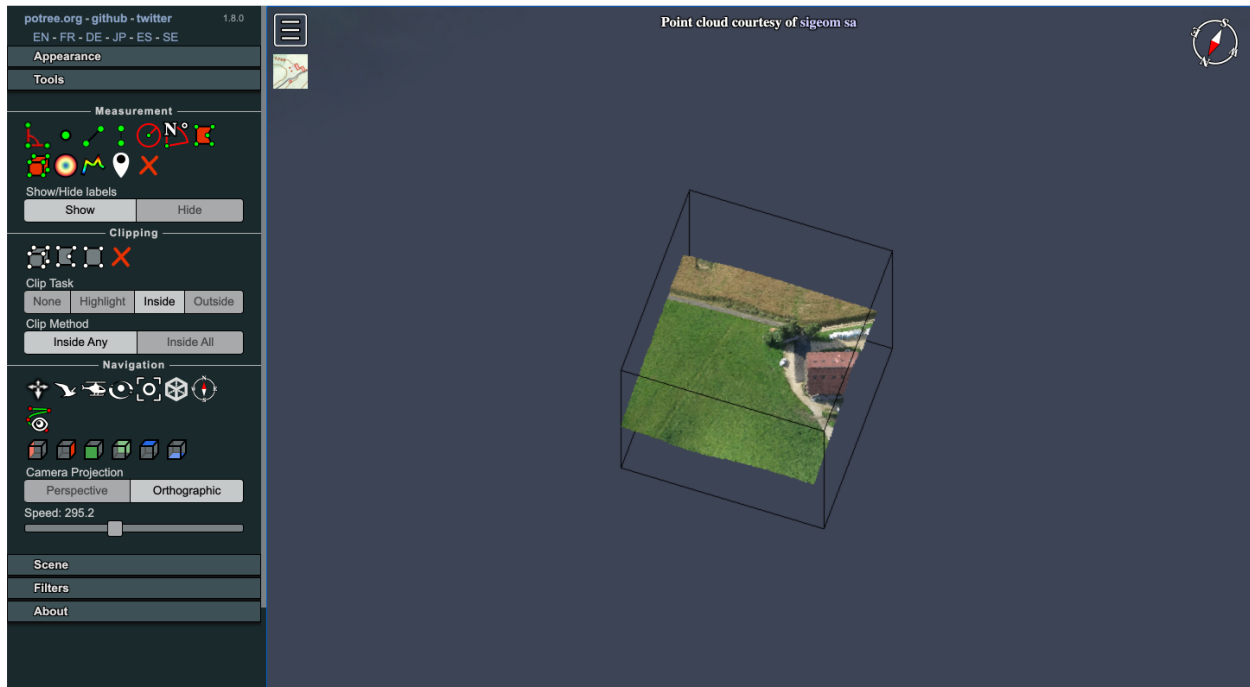 potree.org - github - twitter 1.8.0
EN - FR - DE - JP - ES - SE
Appearance
Tools
Measurement
N°
Show/Hide labels
Show Hide
Clipping
Clip Task
None Highlight Inside Outside
Clip Method
Inside Any Inside All
Navigation
Camera Projection
Perspective Orthographic
Speed: 295.2
Scene
Filters
About
Point cloud courtesy of sigeom sa
S
E
W
N